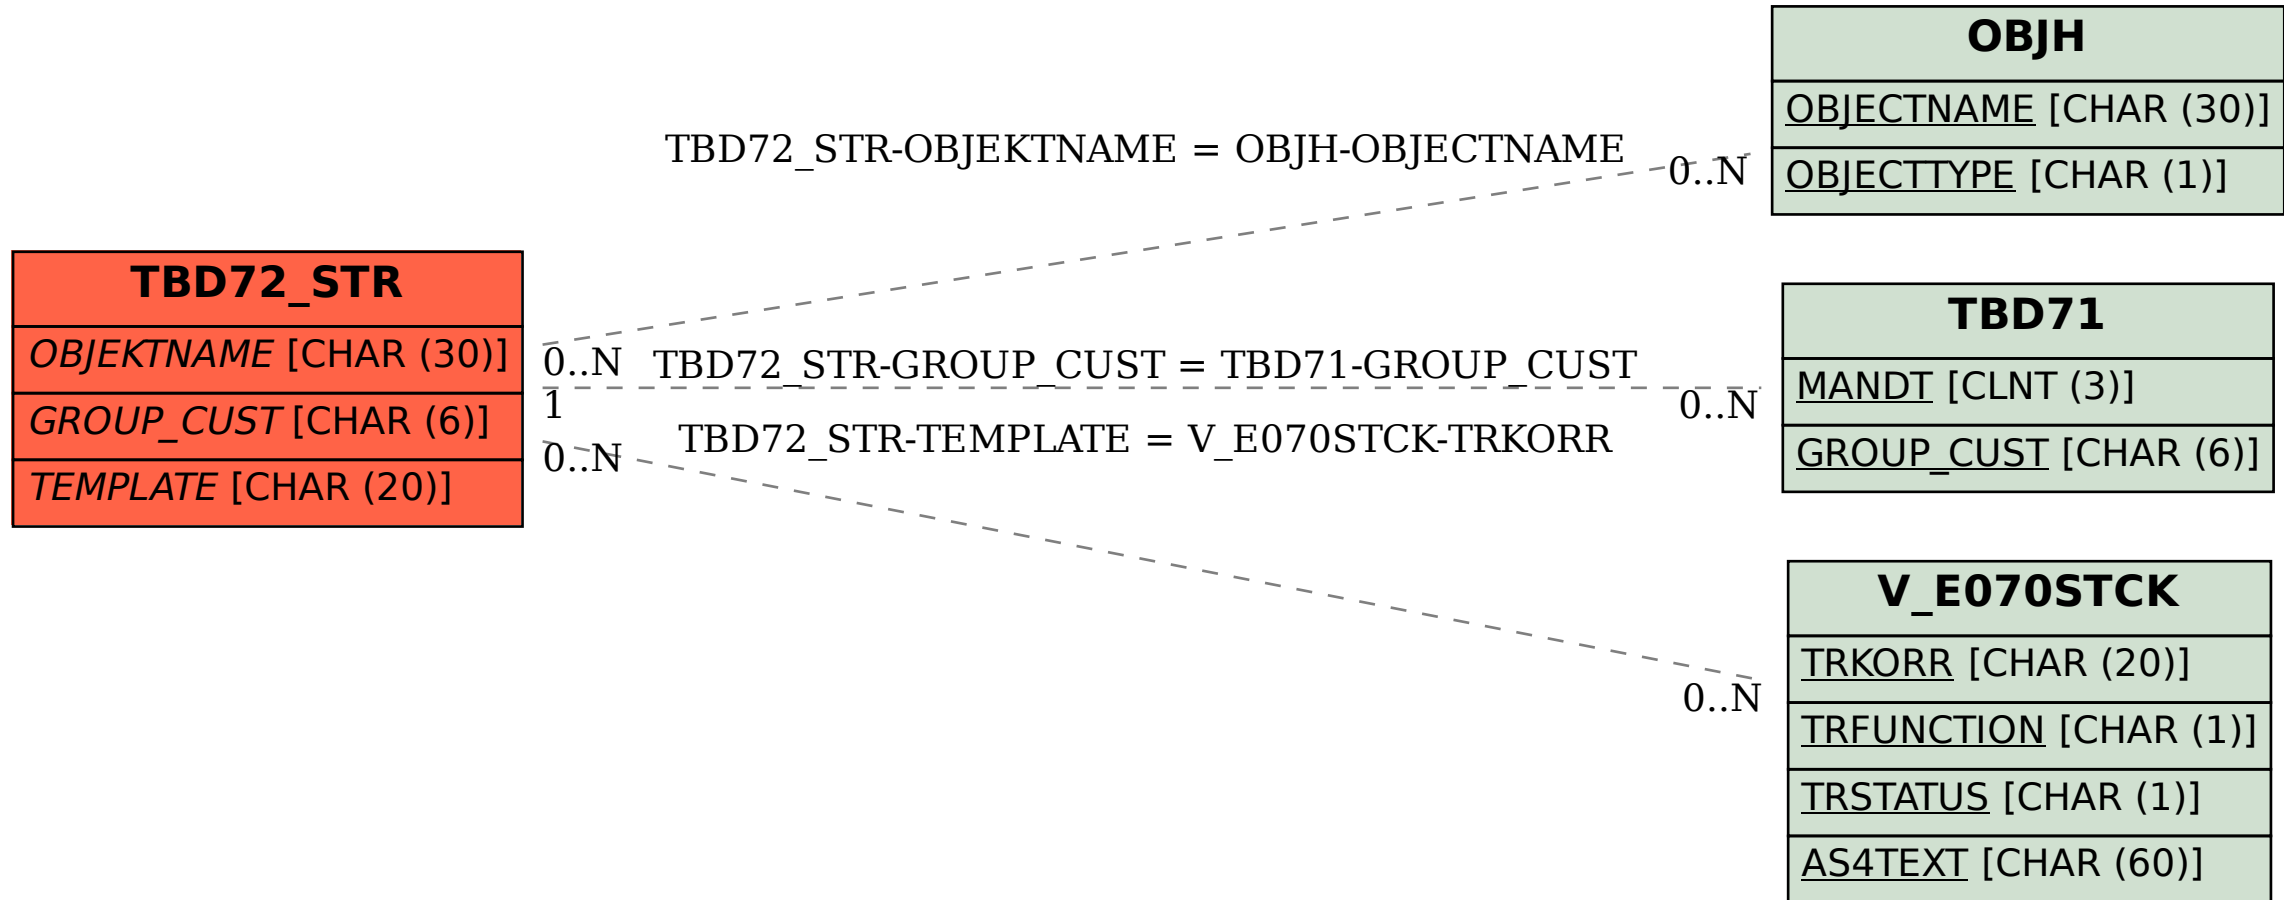 TBD72_STR
OBJEKTNAME [CHAR (30)]
GROUP_CUST [CHAR (6)]
TEMPLATE [CHAR (20)]
TBD72_STR-OBJEKTNAME = OBJH-OBJECTNAME
0..N
0..N
TBD72_STR-GROUP_CUST = TBD71-GROUP_CUST
1
0..N
TBD72_STR-TEMPLATE = V_E070STCK-TRKORR
0..N
0..N
OBJH
OBJECTNAME [CHAR (30)]
OBJECTTYPE [CHAR (1)]
TBD71
MANDT [CLNT (3)]
GROUP_CUST [CHAR (6)]
V_E070STCK
TRKORR [CHAR (20)]
TRFUNCTION [CHAR (1)]
TRSTATUS [CHAR (1)]
AS4TEXT [CHAR (60)]